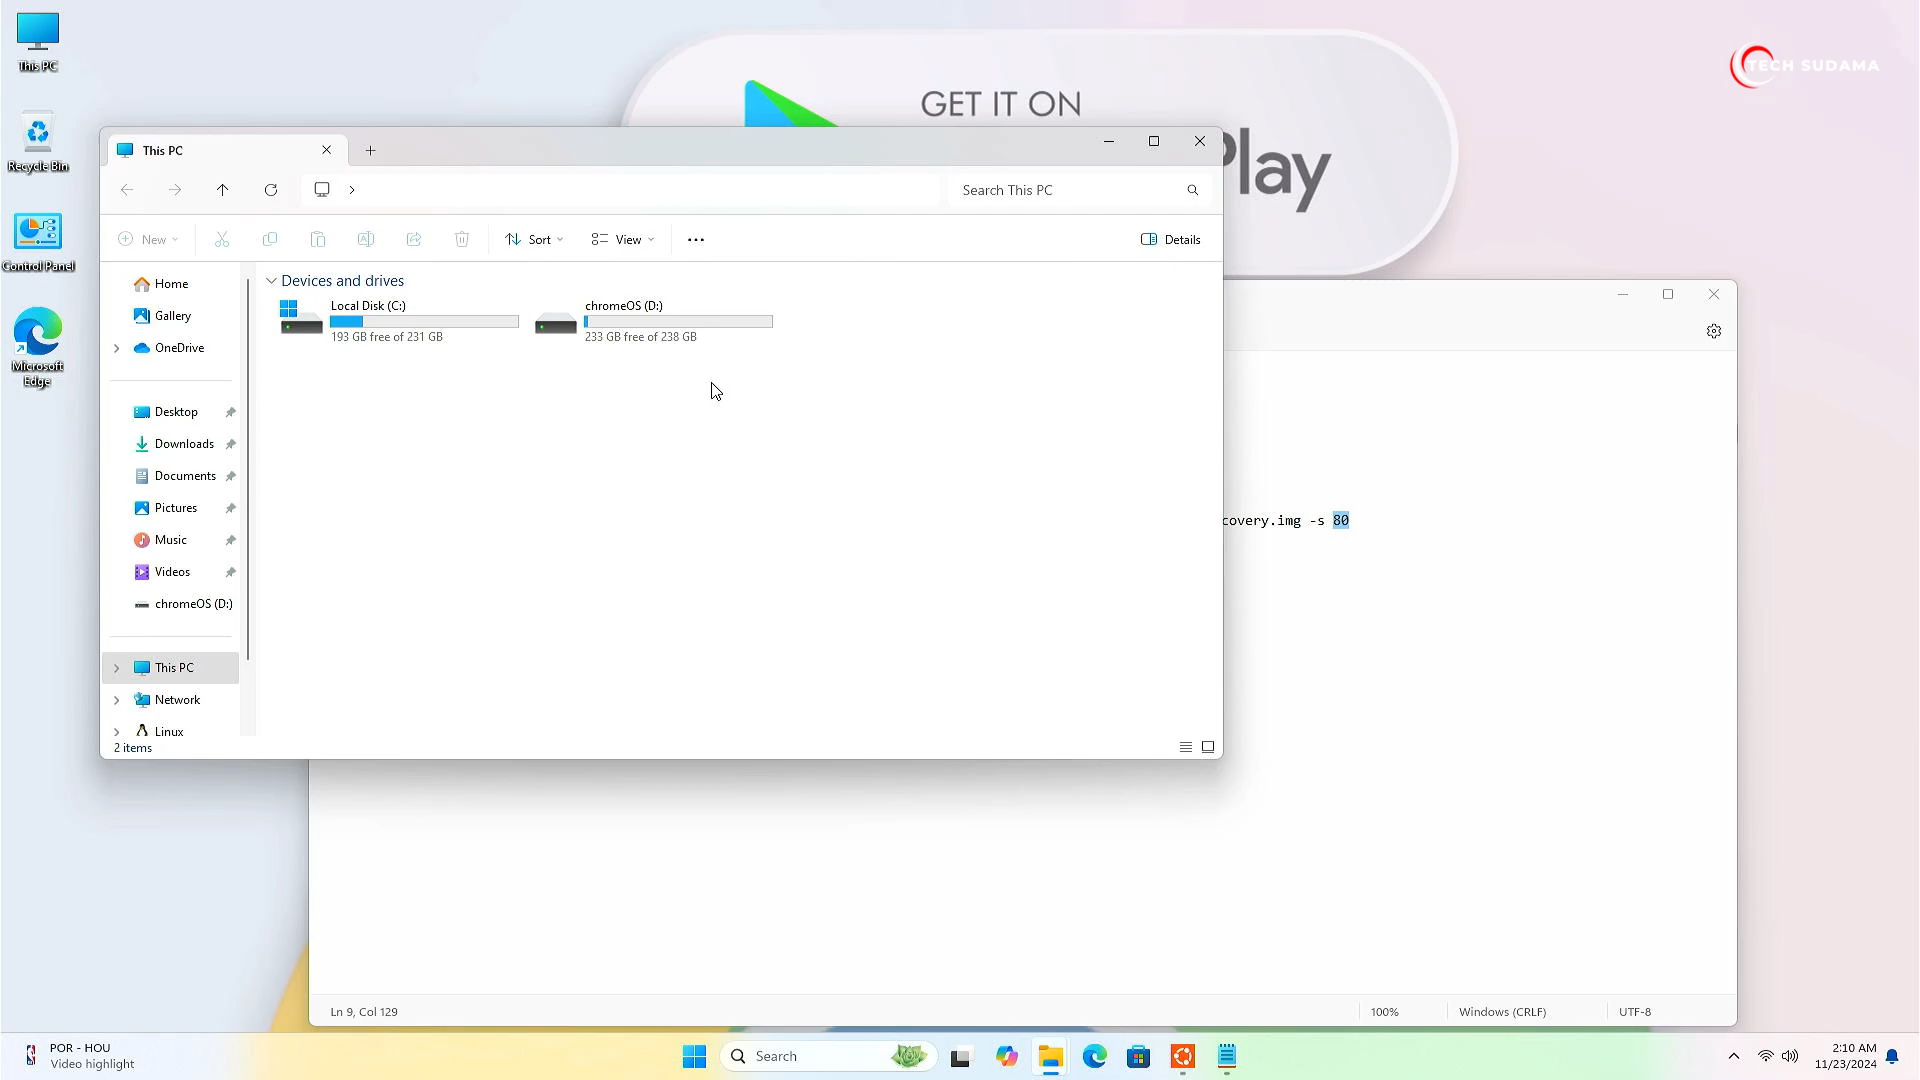 This PC
Recycle Bin
Control Panel
Microsoft
Edge
GET IT ON
Play
TECH SUDAMA
This PC
Search This PC
New
Sort
View
Details
Home
Gallery
OneDrive
Desktop
Downloads
Documents
Pictures
Music
Videos
chromeOS (D:)
This PC
Network
Linux
Devices and drives
Local Disk (C:)
193 GB free of 231 GB
chromeOS (D:)
233 GB free of 238 GB
2 items
covery.img -s 80
Ln 9, Col 129
100%
Windows (CRLF)
UTF-8
POR - HOU
Video highlight
Search
2:10 AM
11/23/2024